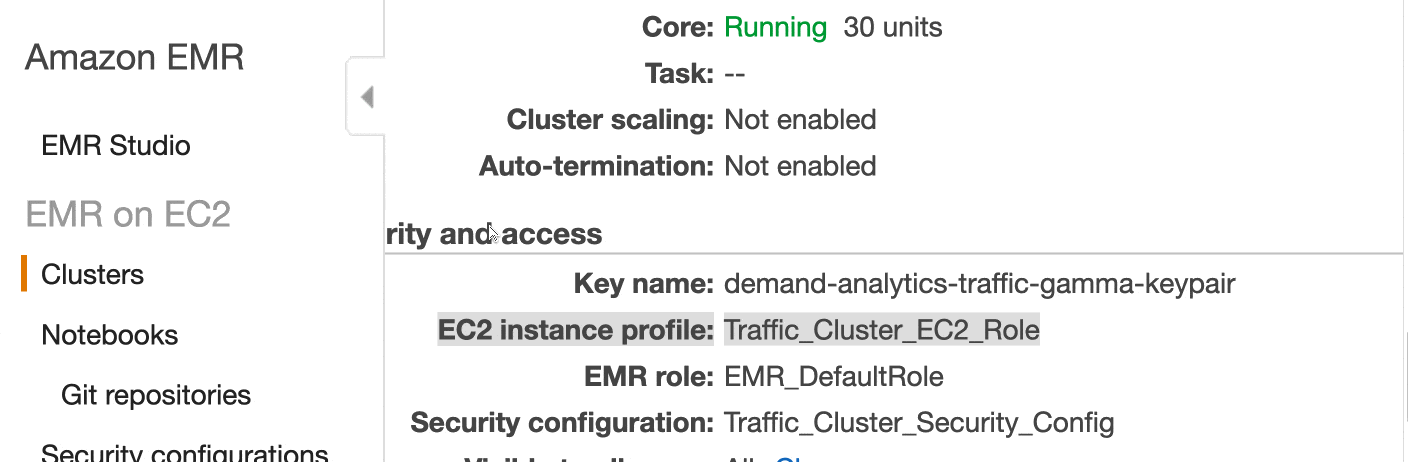 Amazon EMR
EMR Studio
EMR on EC2
Clusters
Notebooks
Git repositories
Security configurations
Core: Running 30 units
Task: --
Cluster scaling: Not enabled
Auto-termination: Not enabled
rity and access
Key name: demand-analytics-traffic-gamma-keypair
EC2 instance profile: Traffic_Cluster_EC2_Role
EMR role: EMR_DefaultRole
Security configuration: Traffic_Cluster_Security_Config